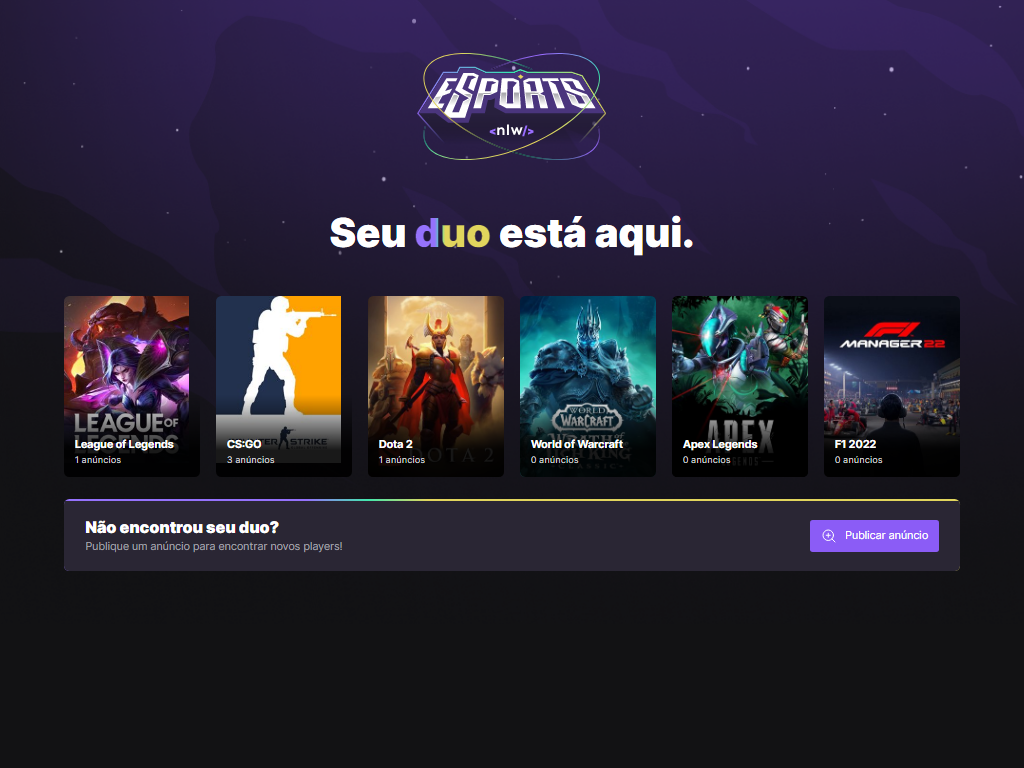 ESPORTS
<nlw/>
Seu duo está aqui.
LEAGUE OF
LEGENDS
League of Legends
1 anúncios
STRIKE
CS:GO
3 anúncios
Dota 2
1 anúncios
DOTA 2
WORLD
WARCRAFT
World of Warcraft
0 anúncios
CLASSIC
APEX
Apex Legends
0 anúncios
F1
MANAGER 22
F1 2022
0 anúncios
Não encontrou seu duo?
Publique um anúncio para encontrar novos players!
Publicar anúncio